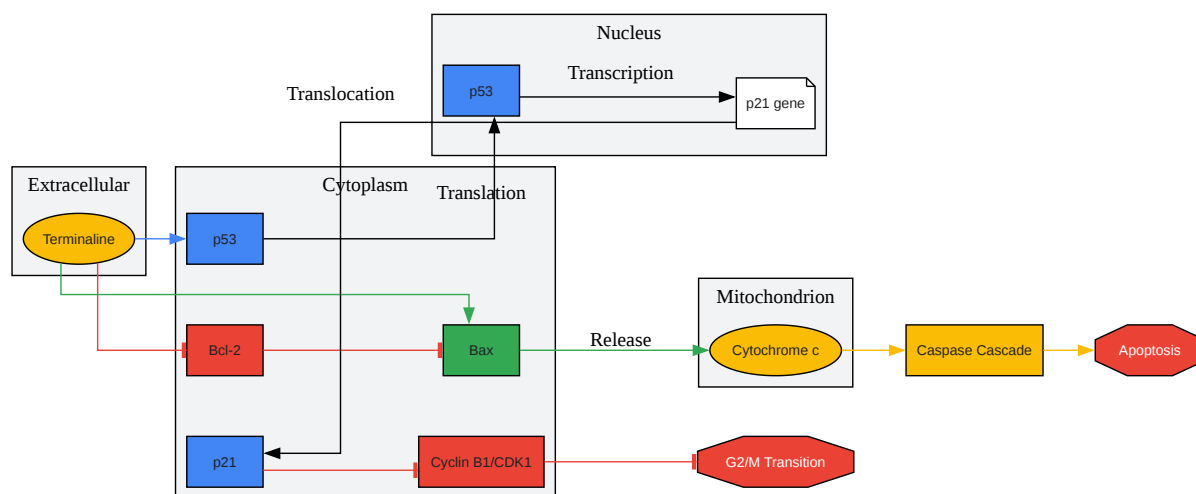 Nucleus
Transcription
p53
p21 gene
Translocation
Extracellular
Cytoplasm
Translation
Terminaline
p53
Mitochondrion
Release
Bcl-2
Bax
Cytochrome c
Caspase Cascade
Apoptosis
p21
Cyclin B1/CDK1
G2/M Transition